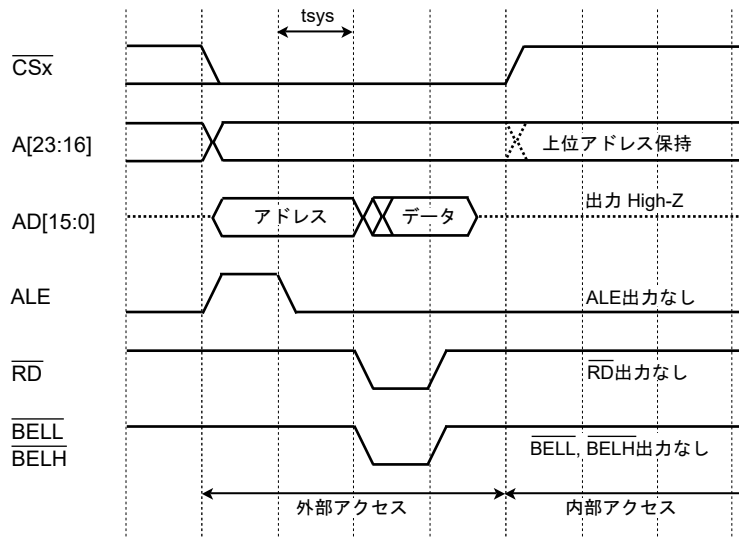 tsys
CSx
A[23:16]
上位アドレス保持
AD[15:0]
アドレス
データ
出力 High-Z
ALE
ALE出力なし
RD
RD出力なし
BELL
BELH
BELL, BELH出力なし
外部アクセス
内部アクセス